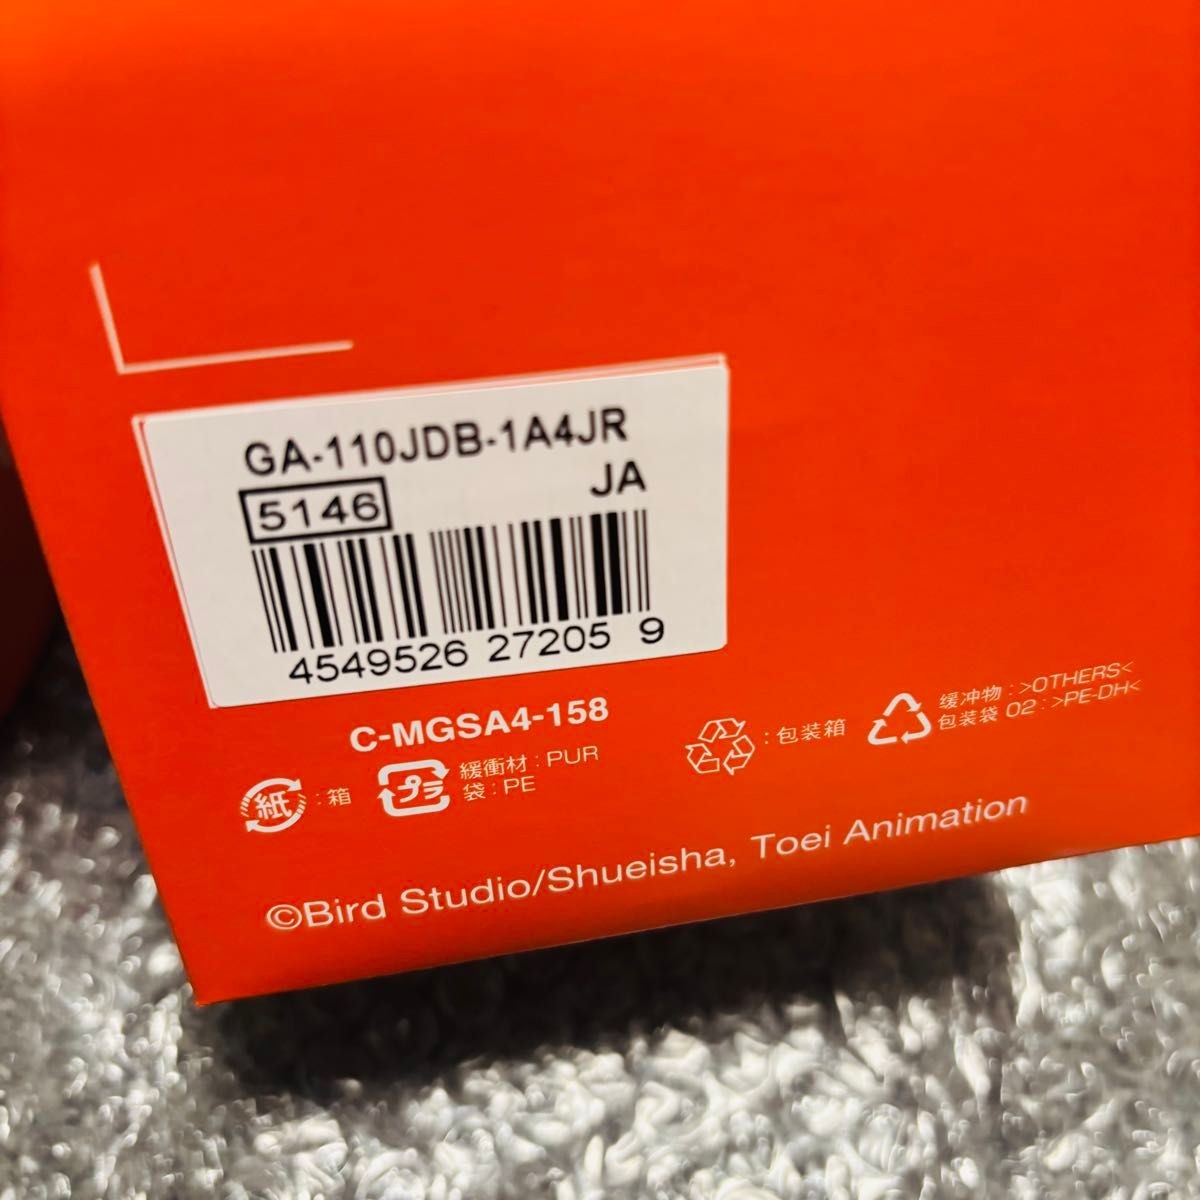 GA-110JDB-1A4JR
JA
5146
4549526 27205 9
C-MGSA4-158
紙 : 箱
プラ 緩衝材 : PUR
袋 : PE
: 包装箱
缓冲物 : >OTHERS<
包装袋 02 : >PE-DH<
©Bird Studio/Shueisha, Toei Animation